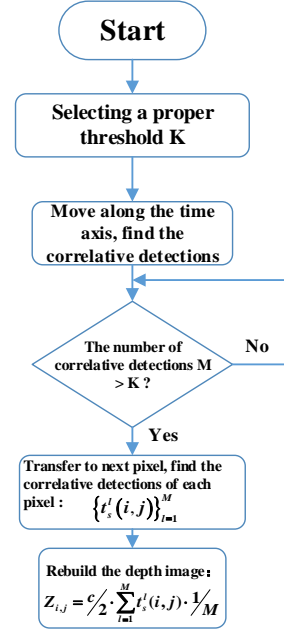 Start
Selecting a proper
threshold K
Move along the time
axis, find the
correlative detections
The number of
correlative detections M
> K ?
No
Yes
Transfer to next pixel, find the
correlative detections of each
pixel : {t_s^l(i,j)}_{l=1}^M
Rebuild the depth image:
Z_{i,j} = c/2 · ∑_{l=1}^M t_s^l(i,j) · 1/M